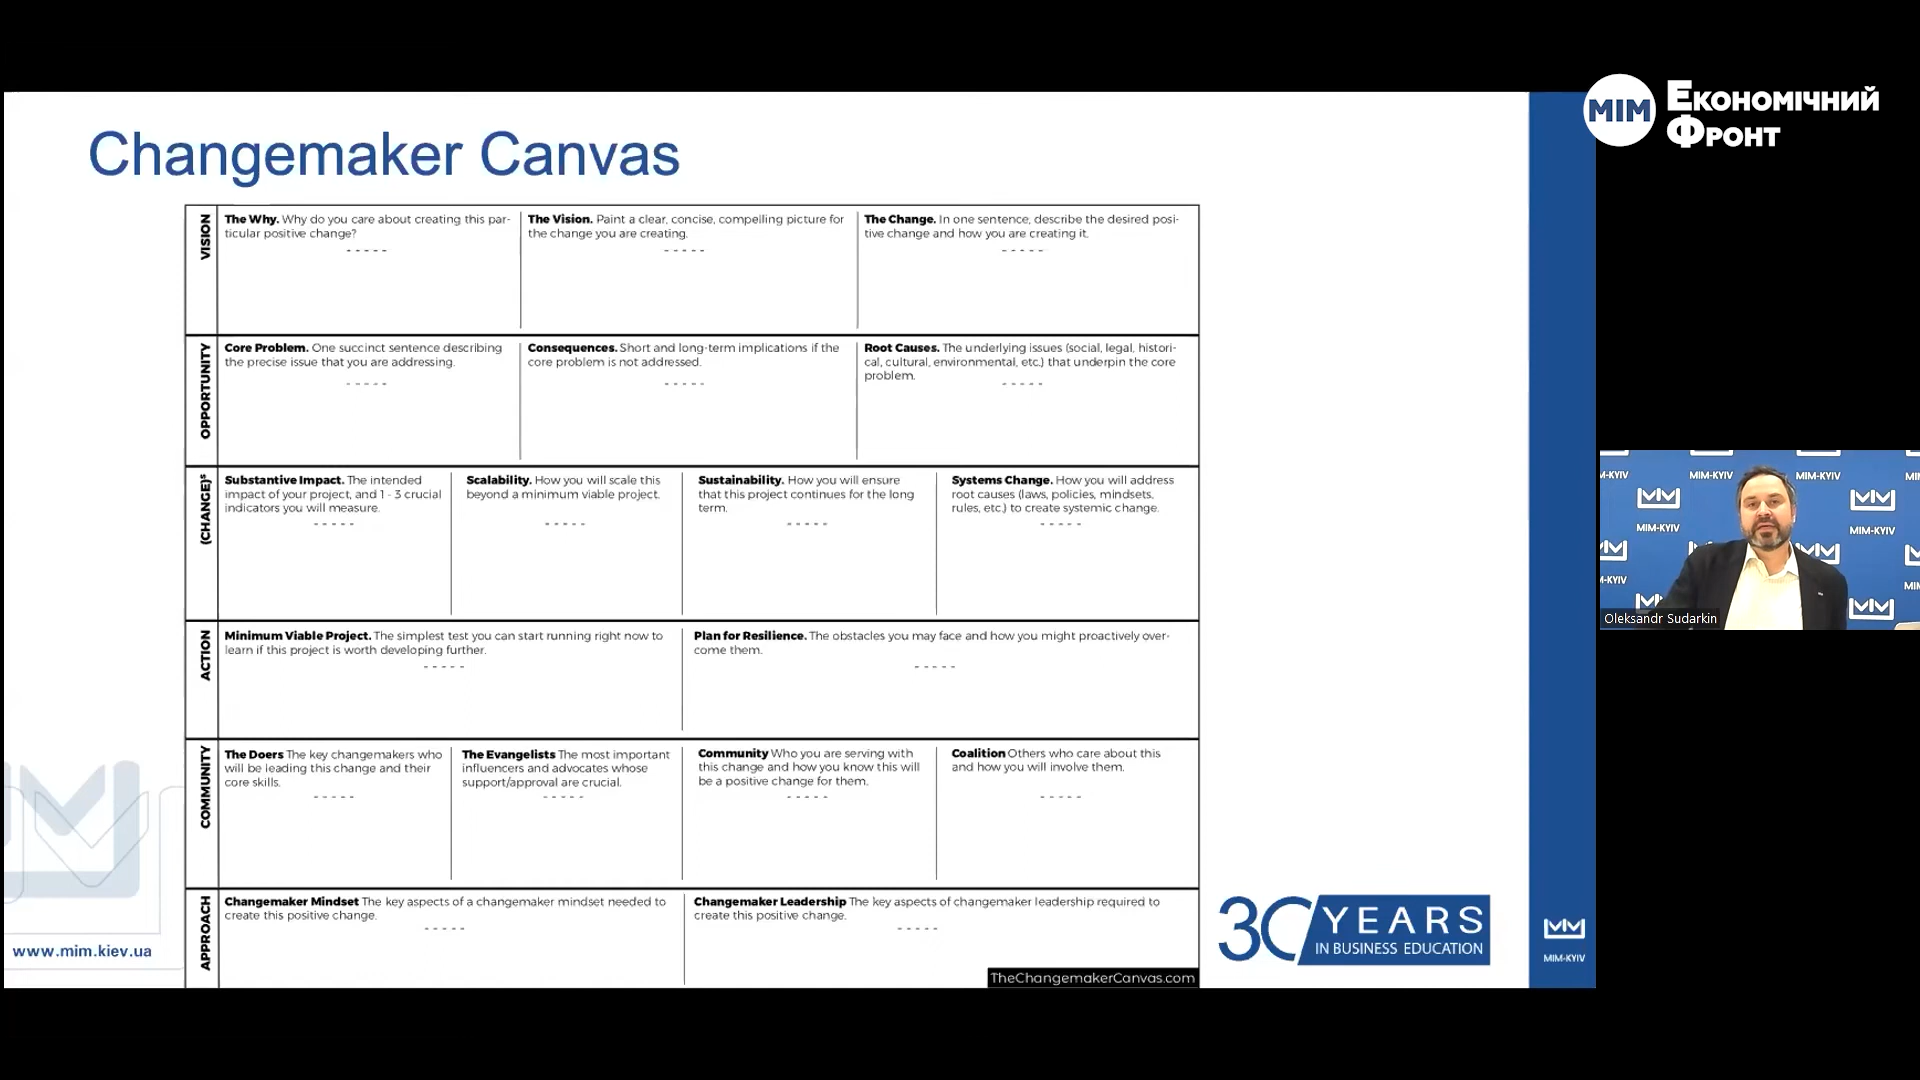 Changemaker Canvas
MIM
Економічний
Фронт
VISION
The Why. Why do you care about creating this par-
ticular positive change?
- - - - -
The Vision. Paint a clear, concise, compelling picture for
the change you are creating.
- - - - -
The Change. In one sentence, describe the desired posi-
tive change and how you are creating it.
- - - - -
OPPORTUNITY
Core Problem. One succinct sentence describing
the precise issue that you are addressing.
- - - - -
Consequences. Short and long-term implications if the
core problem is not addressed.
- - - - -
Root Causes. The underlying issues (social, legal, histori-
cal, cultural, environmental, etc.) that underpin the core
problem.
- - - - -
(CHANGE)ˢ
Substantive Impact. The intended
impact of your project, and 1 - 3 crucial
indicators you will measure.
- - - - -
Scalability. How you will scale this
beyond a minimum viable project.
- - - - -
Sustainability. How you will ensure
that this project continues for the long
term.
- - - - -
Systems Change. How you will address
root causes (laws, policies, mindsets,
rules, etc.) to create systemic change.
- - - - -
ACTION
Minimum Viable Project. The simplest test you can start running right now to
learn if this project is worth developing further.
- - - - -
Plan for Resilience. The obstacles you may face and how you might proactively over-
come them.
- - - - -
COMMUNITY
The Doers The key changemakers who
will be leading this change and their
core skills.
- - - - -
The Evangelists The most important
influencers and advocates whose
support/approval are crucial.
- - - - -
Community Who you are serving with
this change and how you know this will
be a positive change for them.
- - - - -
Coalition Others who care about this
and how you will involve them.
- - - - -
APPROACH
Changemaker Mindset The key aspects of a changemaker mindset needed to
create this positive change.
- - - - -
Changemaker Leadership The key aspects of changemaker leadership required to
create this positive change.
- - - - -
TheChangemakerCanvas.com
www.mim.kiev.ua
30 YEARS
IN BUSINESS EDUCATION
MIM-KYIV
MIM-KYIV
MIM-KYIV
MIM-KYIV
MIM-KYIV
Oleksandr Sudarkin